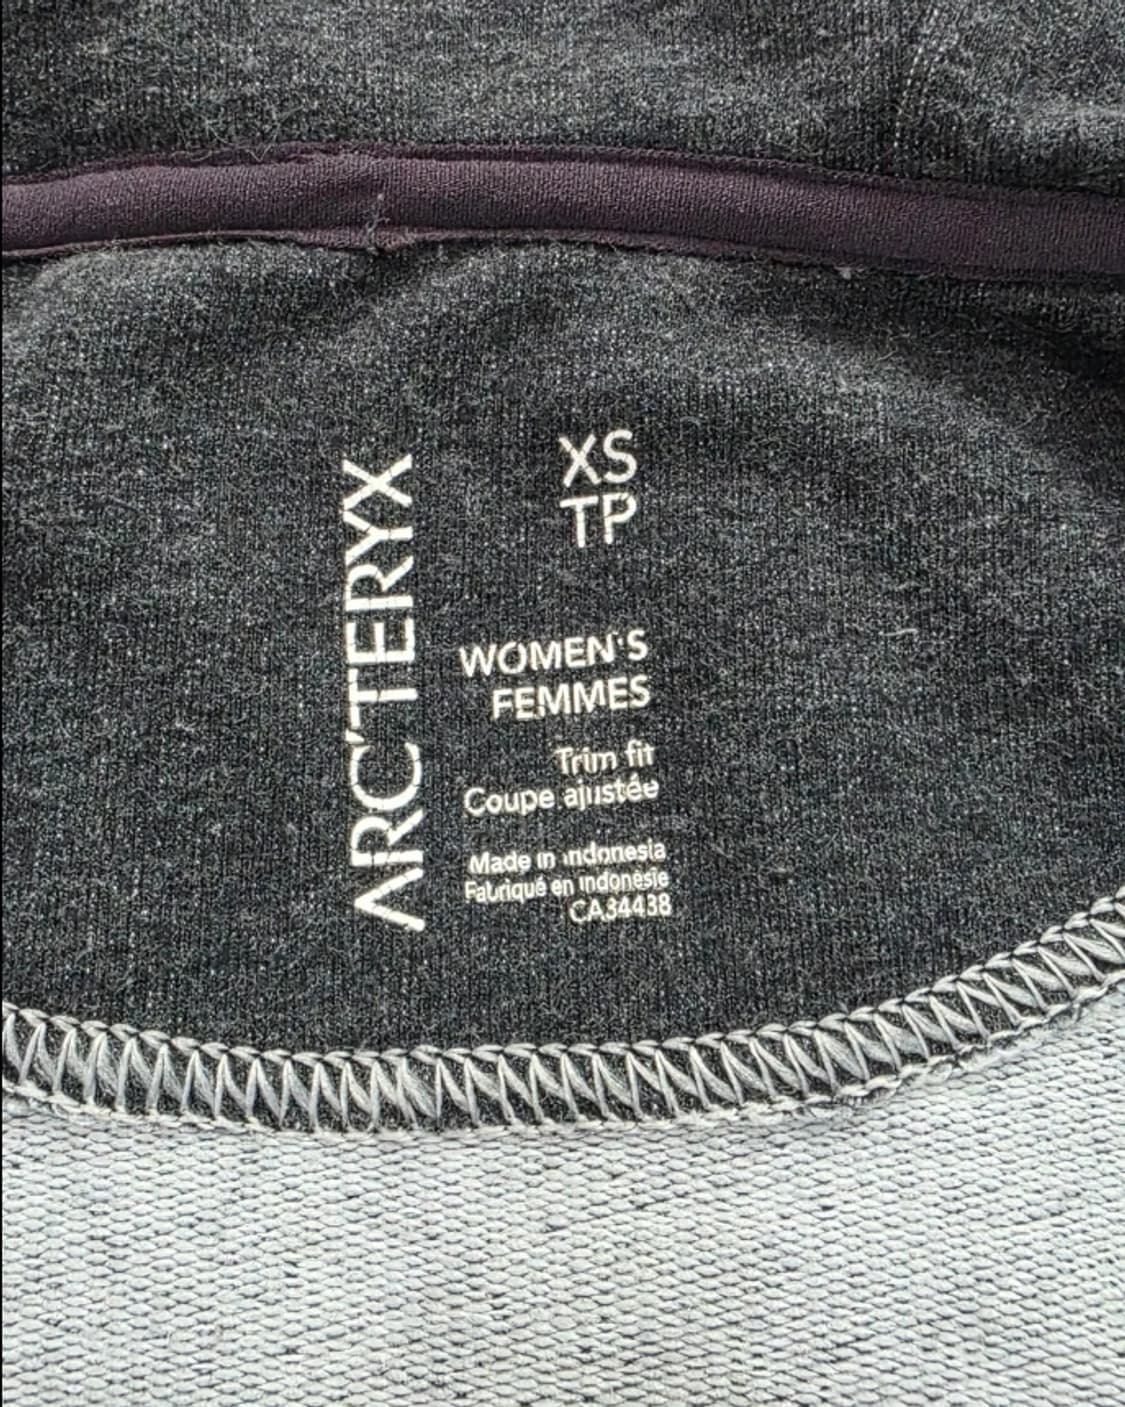 ARC'TERYX
XS
TP
WOMEN'S
FEMMES
Trim fit
Coupe ajustée
Made in Indonesia
Fabriqué en Indonésie
CA34438